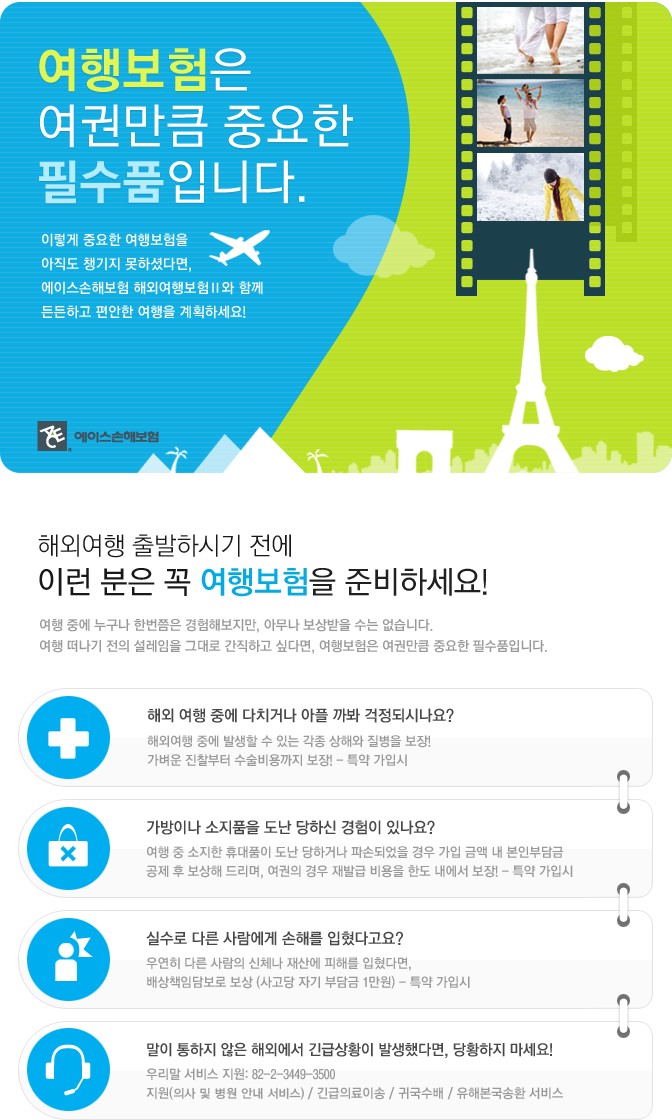 여행보험은
여권만큼 중요한
필수품입니다.
이렇게 중요한 여행보험을
아직도 챙기지 못하셨다면,
에이스손해보험 해외여행보험Ⅱ와 함께
든든하고 편안한 여행을 계획하세요!
ACE 에이스손해보험
해외여행 출발하시기 전에
이런 분은 꼭 여행보험을 준비하세요!
여행 중에 누구나 한번쯤은 경험해보지만, 아무나 보상받을 수는 없습니다.
여행 떠나기 전의 설레임을 그대로 간직하고 싶다면, 여행보험은 여권만큼 중요한 필수품입니다.
해외 여행 중에 다치거나 아플 까봐 걱정되시나요?
해외여행 중에 발생할 수 있는 각종 상해와 질병을 보장!
가벼운 진찰부터 수술비용까지 보장! – 특약 가입시
가방이나 소지품을 도난 당하신 경험이 있나요?
여행 중 소지한 휴대품이 도난 당하거나 파손되었을 경우 가입 금액 내 본인부담금
공제 후 보상해 드리며, 여권의 경우 재발급 비용을 한도 내에서 보장! – 특약 가입시
실수로 다른 사람에게 손해를 입혔다고요?
우연히 다른 사람의 신체나 재산에 피해를 입혔다면,
배상책임담보로 보상 (사고당 자기 부담금 1만원) – 특약 가입시
말이 통하지 않은 해외에서 긴급상황이 발생했다면, 당황하지 마세요!
우리말 서비스 지원: 82-2-3449-3500
지원(의사 및 병원 안내 서비스) / 긴급의료이송 / 귀국수배 / 유해본국송환 서비스